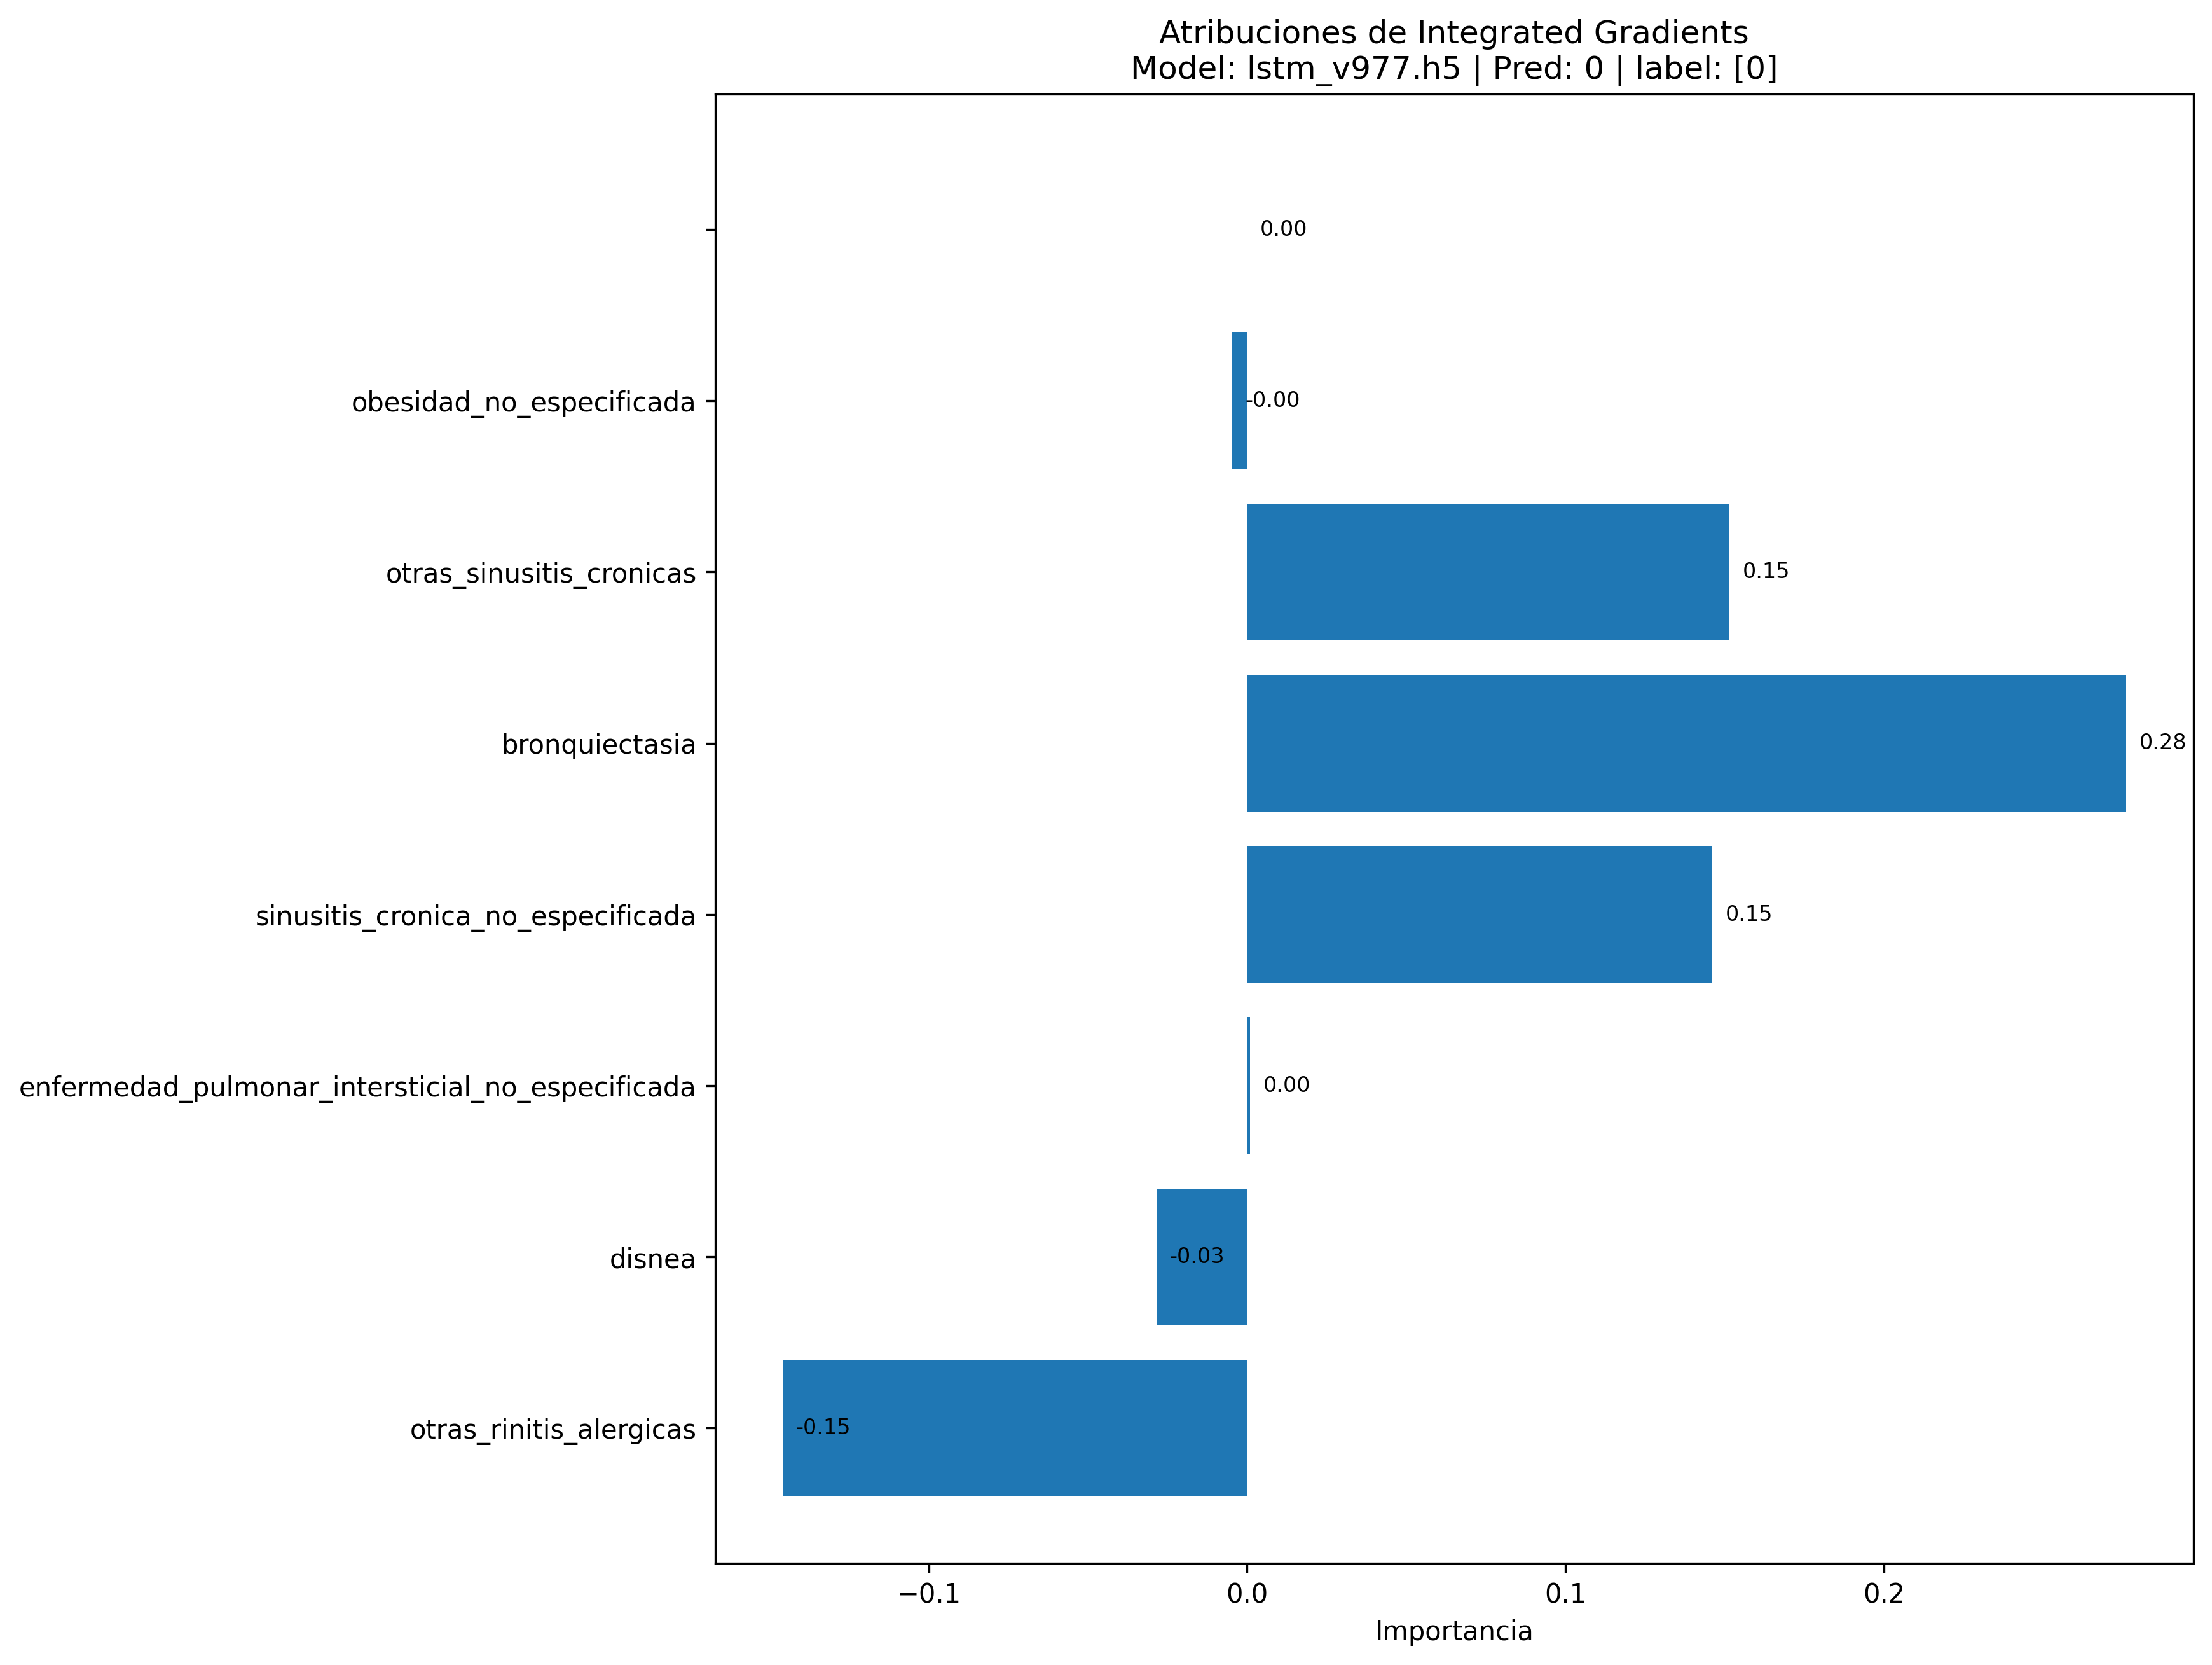 Atribuciones de Integrated Gradients
Model: lstm_v977.h5 | Pred: 0 | label: [0]
0.00
obesidad_no_especificada
-0.00
otras_sinusitis_cronicas
0.15
bronquiectasia
0.28
sinusitis_cronica_no_especificada
0.15
enfermedad_pulmonar_intersticial_no_especificada
0.00
disnea
-0.03
otras_rinitis_alergicas
-0.15
−0.1
0.0
0.1
0.2
Importancia